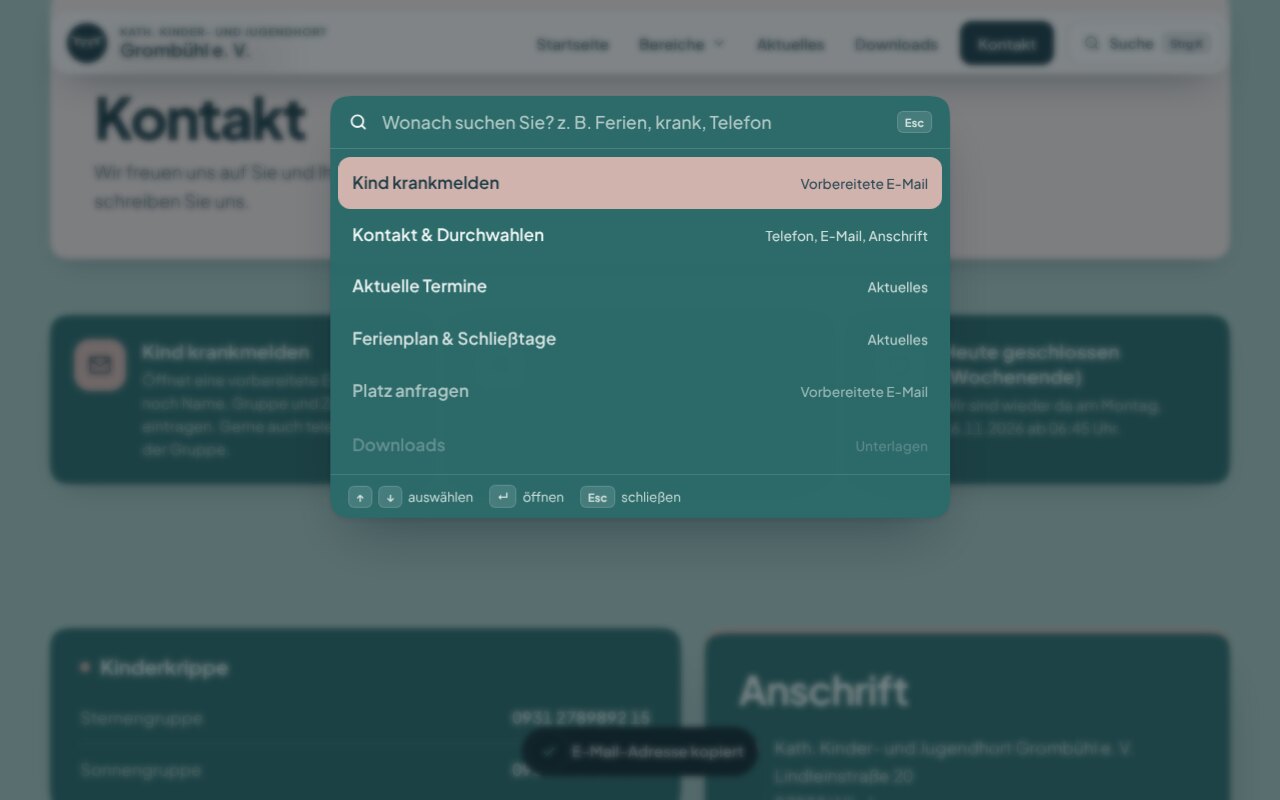 KATH. KINDER- UND JUGENDHORT
Grombühl e. V.
Startseite
Bereiche
Aktuelles
Downloads
Kontakt
Suche
Kontakt
Wir freuen uns auf Sie und
schreiben Sie uns.
Wonach suchen Sie? z. B. Ferien, krank, Telefon
Esc
Kind krankmelden
Vorbereitete E-Mail
Kontakt & Durchwahlen
Telefon, E-Mail, Anschrift
Aktuelle Termine
Aktuelles
Ferienplan & Schließtage
Aktuelles
Platz anfragen
Vorbereitete E-Mail
Downloads
Unterlagen
↑ ↓ auswählen ↵ öffnen Esc schließen
Kind krankmelden
Öffnet eine vorbereitete
noch Name, Gruppe und
eintragen. Gerne auch
der Gruppe.
geschlossen
(Wochenende)
Wir sind wieder da am Montag,
11.2026 ab 06:45 Uhr.
Kinderkrippe
Sternengruppe
0931 2789892 15
Sonnengruppe
Anschrift
Kath. Kinder- und Jugendhort Grombühl e. V.
Lindleinstraße 20
E-Mail-Adresse kopiert